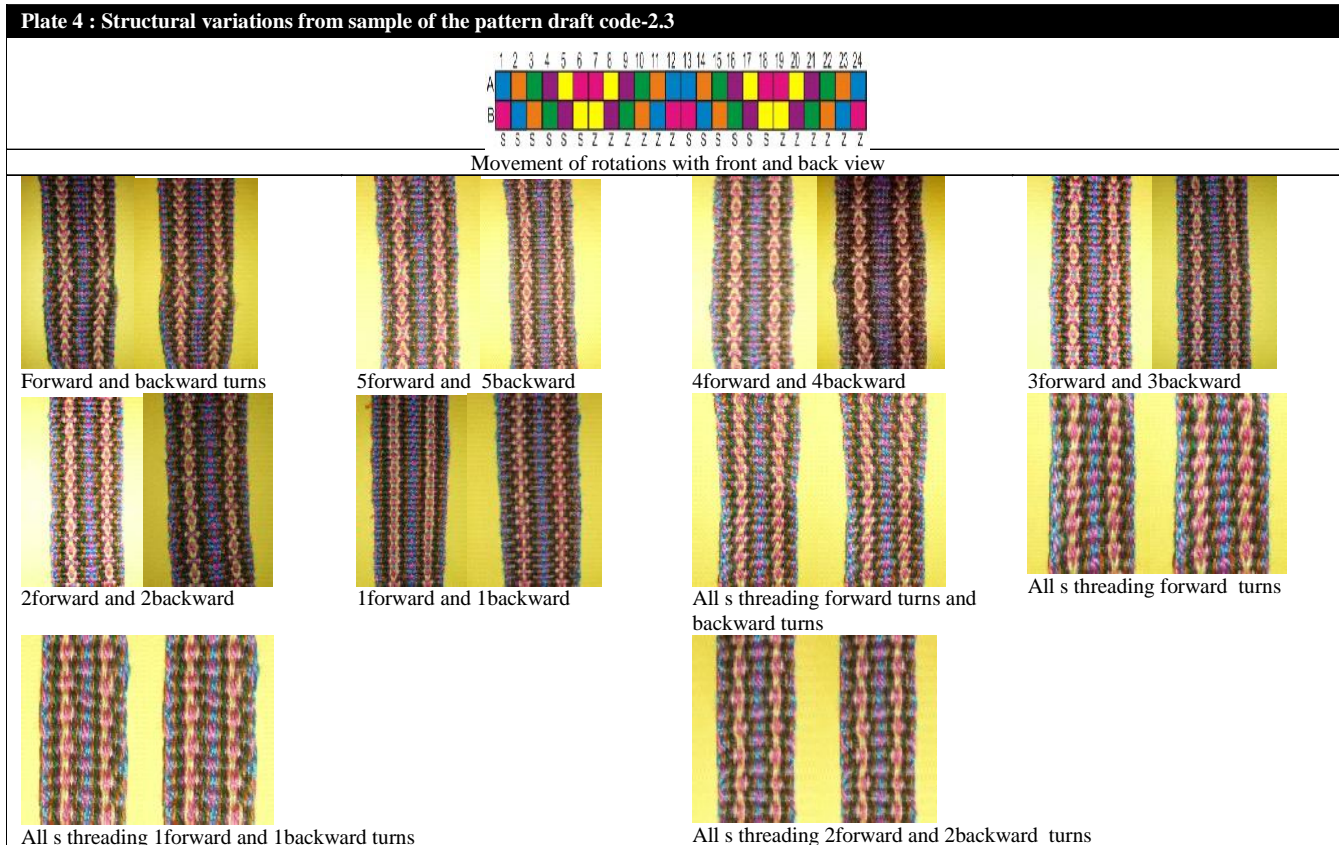 Plate 4 : Structural variations from sample of the pattern draft code-2.3
1 2 3 4 5 6 7 8 9 10 11 12 13 14 15 16 17 18 19 20 21 22 23 24
A
B
S S S S S S Z Z Z Z Z Z S S S S S S Z Z Z Z Z Z
Movement of rotations with front and back view
Forward and backward turns
5forward and 5backward
4forward and 4backward
3forward and 3backward
2forward and 2backward
1forward and 1backward
All s threading forward turns and
backward turns
All s threading forward turns
All s threading 1forward and 1backward turns
All s threading 2forward and 2backward turns